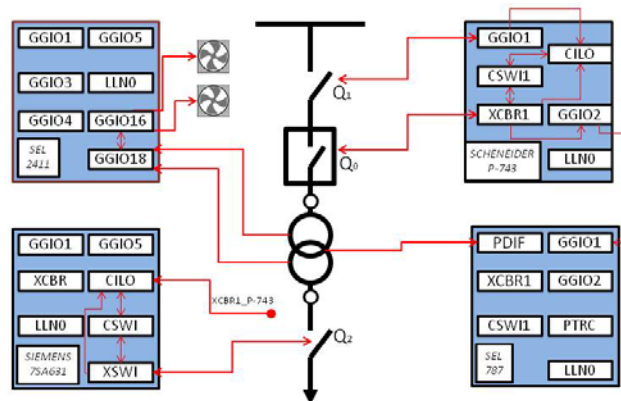 GGIO1 GGIO5
GGIO3 LLN0
GGIO4 GGIO16
SEL
2411
GGIO18
Q1
Q0
GGIO1
CILO
CSWI1
XCBR1 GGIO2
SCHENEIDER
P-743
LLN0
GGIO1 GGIO5
XCBR CILO
LLN0 CSWI
SIEMENS
7SA631
XSWI
XCBR1_P-743
Q2
PDIF GGIO1
XCBR1 GGIO2
CSWI1 PTRC
SEL
787
LLN0